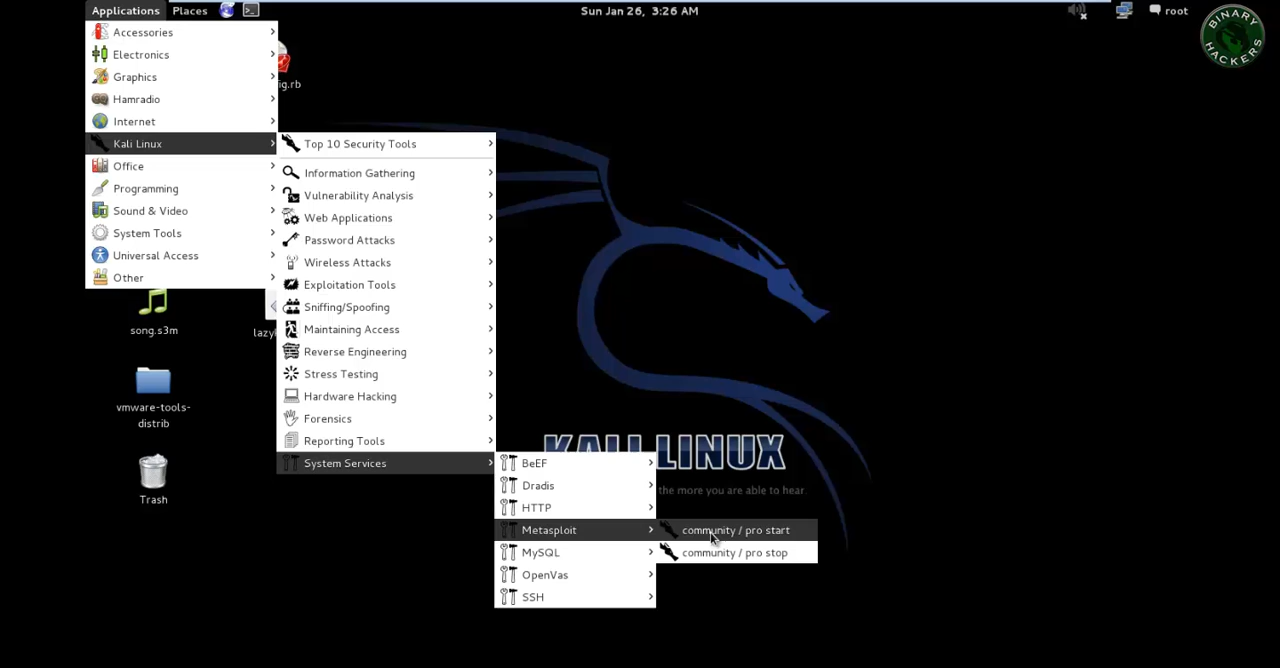 Applications Places Sun Jan 26, 3:26 AM root
BINARY HACKERS
Accessories
Electronics
Graphics
Hamradio
Internet
Kali Linux
Office
Programming
Sound & Video
System Tools
Universal Access
Other
ig.rb
Top 10 Security Tools
Information Gathering
Vulnerability Analysis
Web Applications
Password Attacks
Wireless Attacks
Exploitation Tools
Sniffing/Spoofing
Maintaining Access
Reverse Engineering
Stress Testing
Hardware Hacking
Forensics
Reporting Tools
System Services
song.s3m
lazyk
vmware-tools-
distrib
Trash
KALI LINUX
the more you are able to hear
BeEF
Dradis
HTTP
Metasploit
MySQL
OpenVas
SSH
community / pro start
community / pro stop